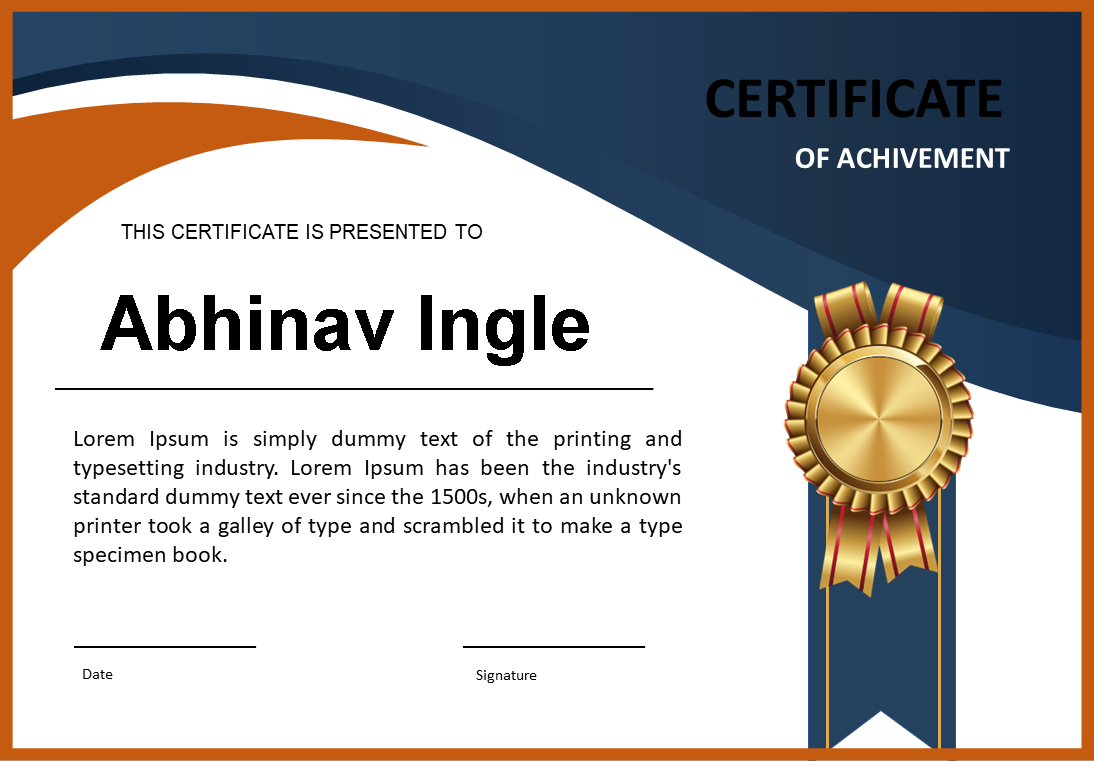 CERTIFICATE
OF ACHIVEMENT
THIS CERTIFICATE IS PRESENTED TO
Abhinav Ingle
Lorem Ipsum is simply dummy text of the printing and
typesetting industry. Lorem Ipsum has been the industry's
standard dummy text ever since the 1500s, when an unknown
printer took a galley of type and scrambled it to make a type
specimen book.
Date
Signature